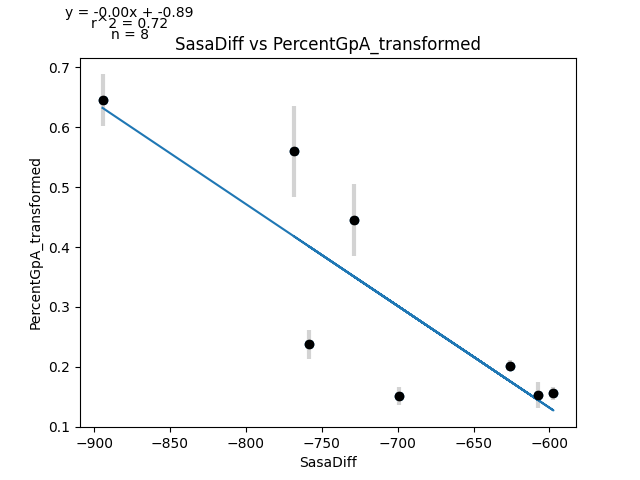 y = -0.00x + -0.89
r^2 = 0.72
n = 8
SasaDiff vs PercentGpA_transformed
0.7
0.6
0.5
0.4
0.3
0.2
0.1
PercentGpA_transformed
−900 −850 −800 −750 −700 −650 −600
SasaDiff